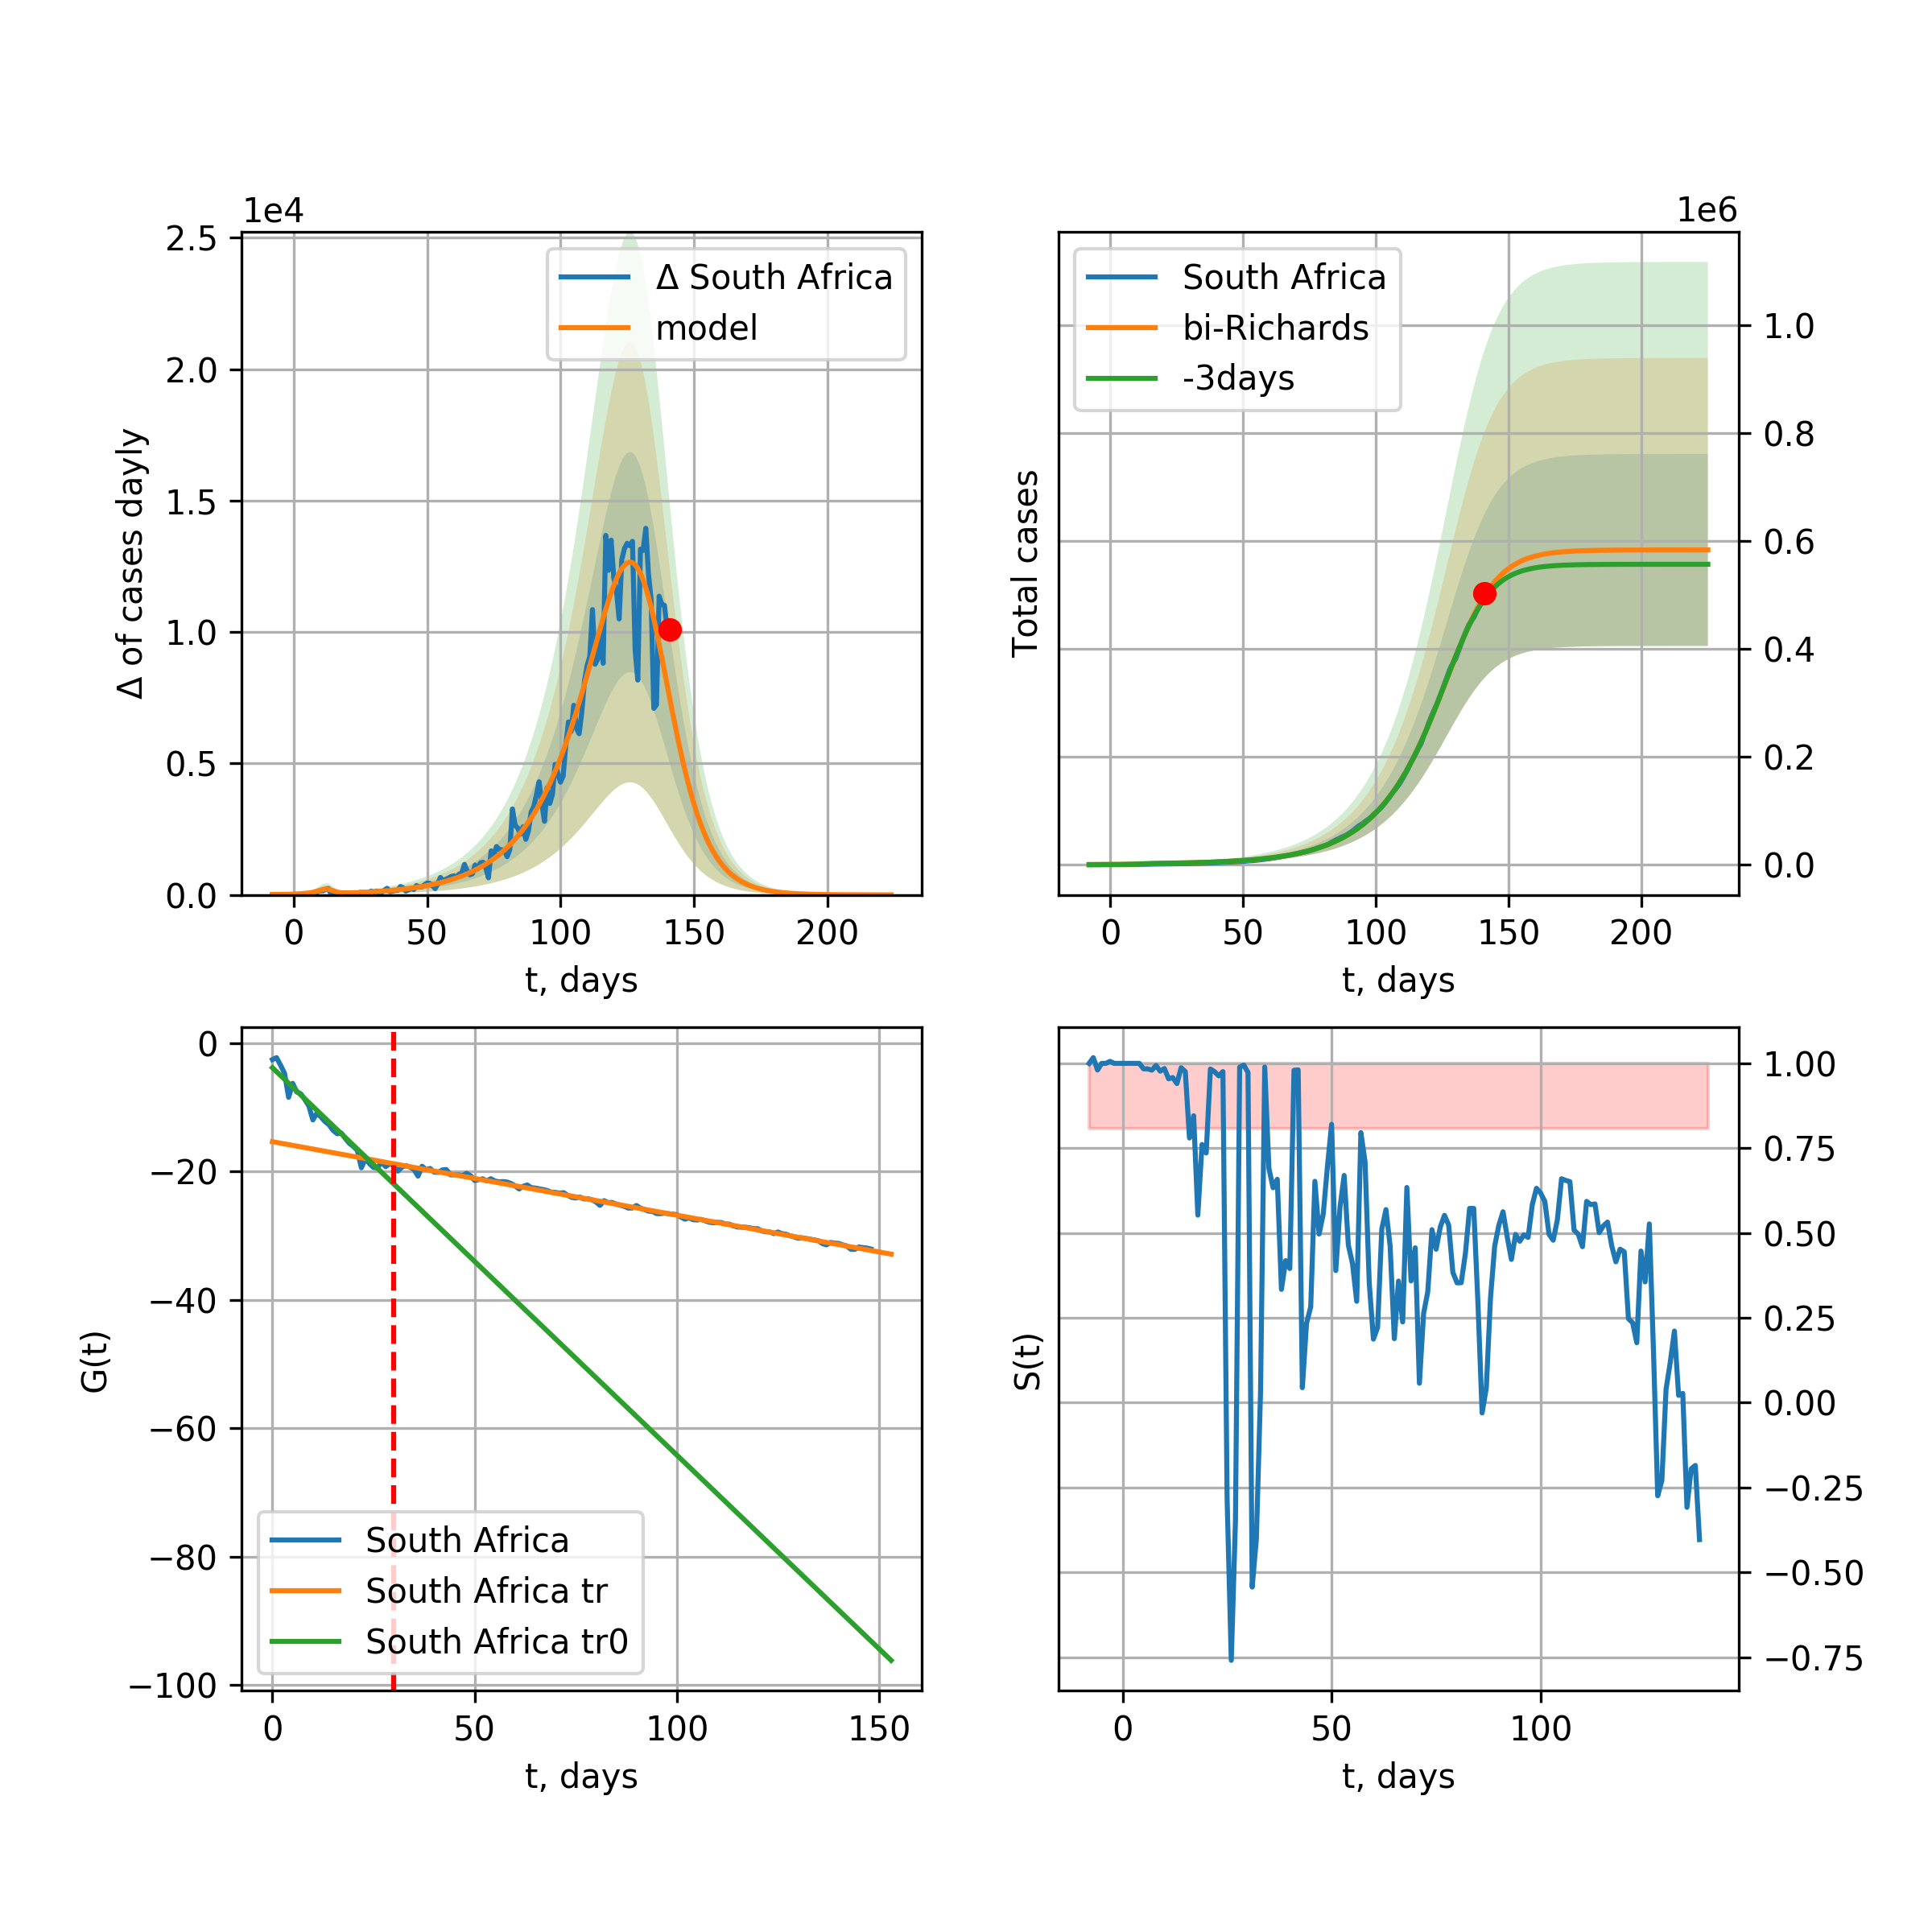 1e4
2.5
2.0
1.5
1.0
0.5
0.0
Δ of cases dayly
Δ South Africa
model
0 50 100 150 200
t, days
1e6
South Africa
bi-Richards
-3days
Total cases
1.0
0.8
0.6
0.4
0.2
0.0
0 50 100 150 200
t, days
0
−20
−40
−60
−80
−100
G(t)
South Africa
South Africa tr
South Africa tr0
0 50 100 150
t, days
S(t)
1.00
0.75
0.50
0.25
0.00
−0.25
−0.50
−0.75
0 50 100
t, days